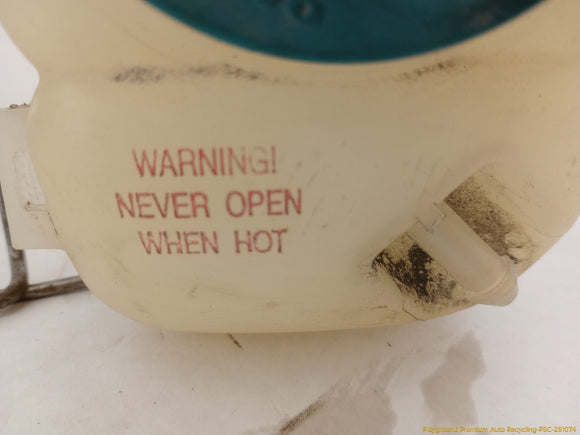 WARNING!
NEVER OPEN
WHEN HOT
Playground Premium Auto Recycling-PSC-251074